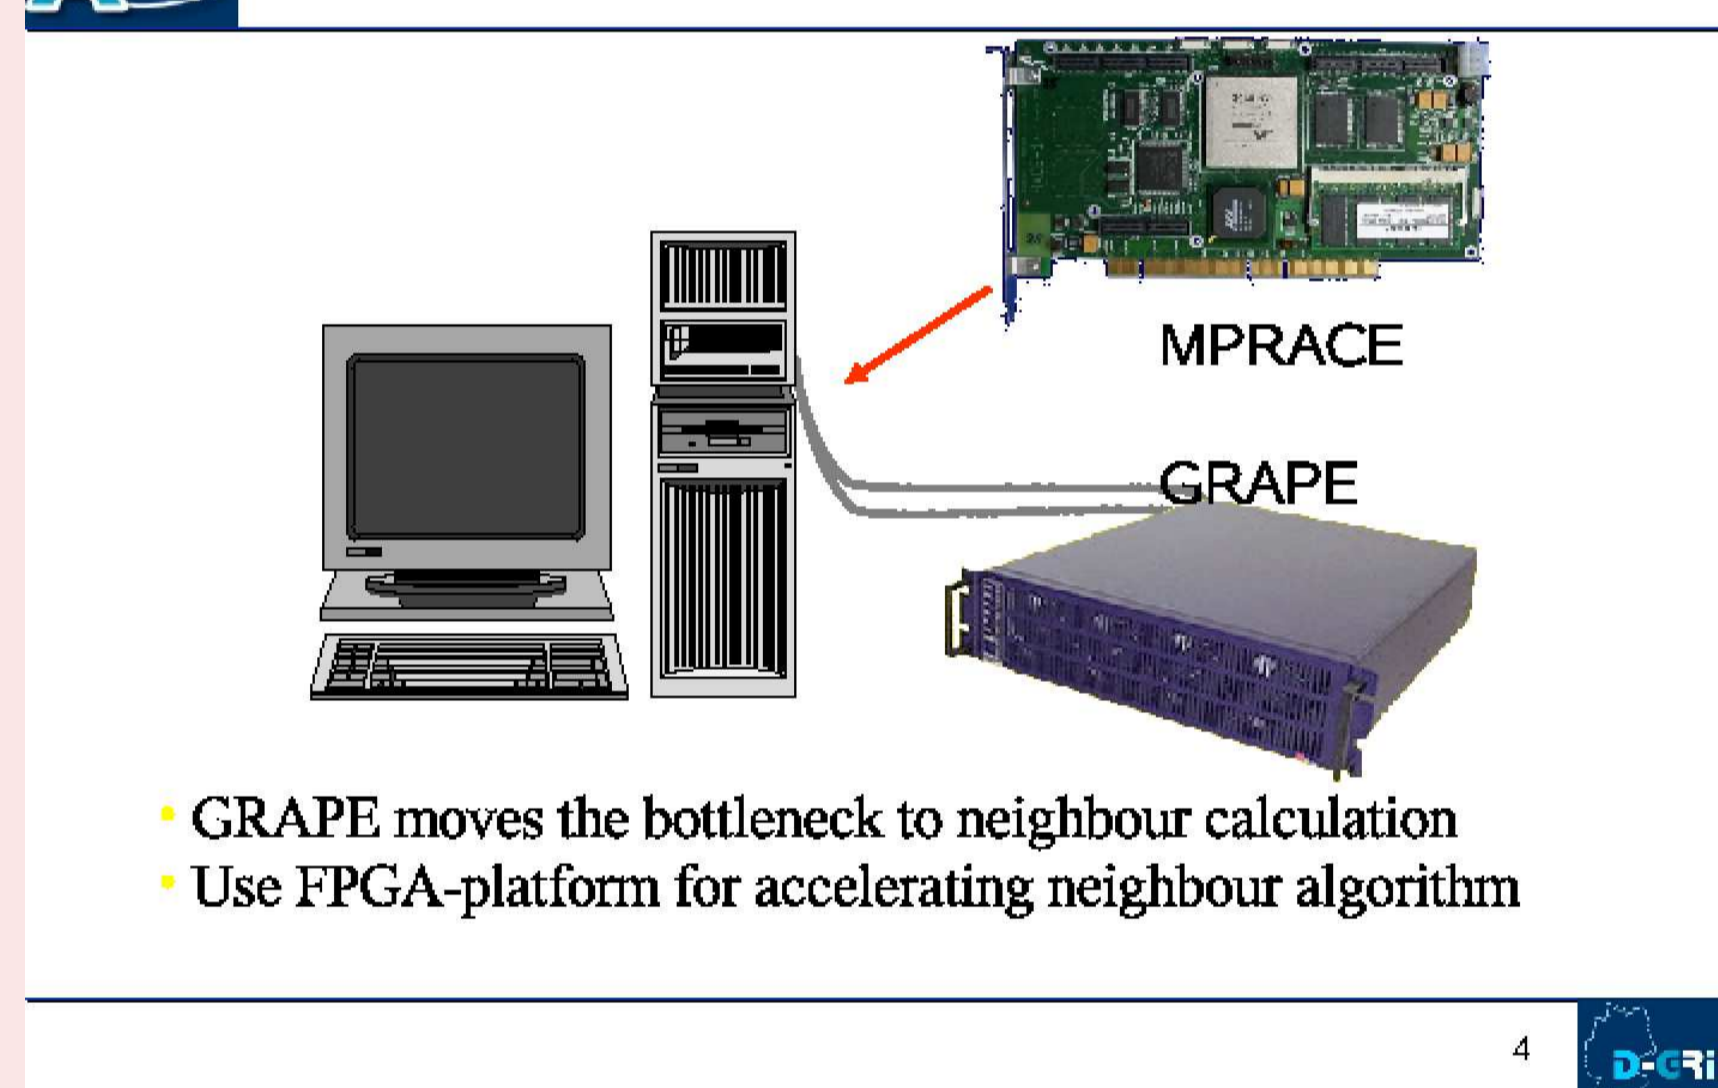 MPRACE
GRAPE
• GRAPE moves the bottleneck to neighbour calculation
• Use FPGA-platform for accelerating neighbour algorithm
4